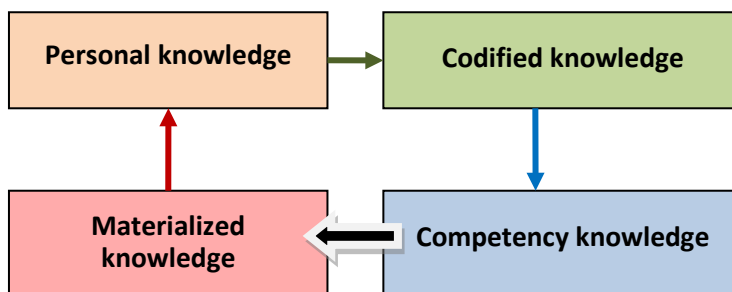 Personal knowledge
Codified knowledge
Materialized
knowledge
Competency knowledge